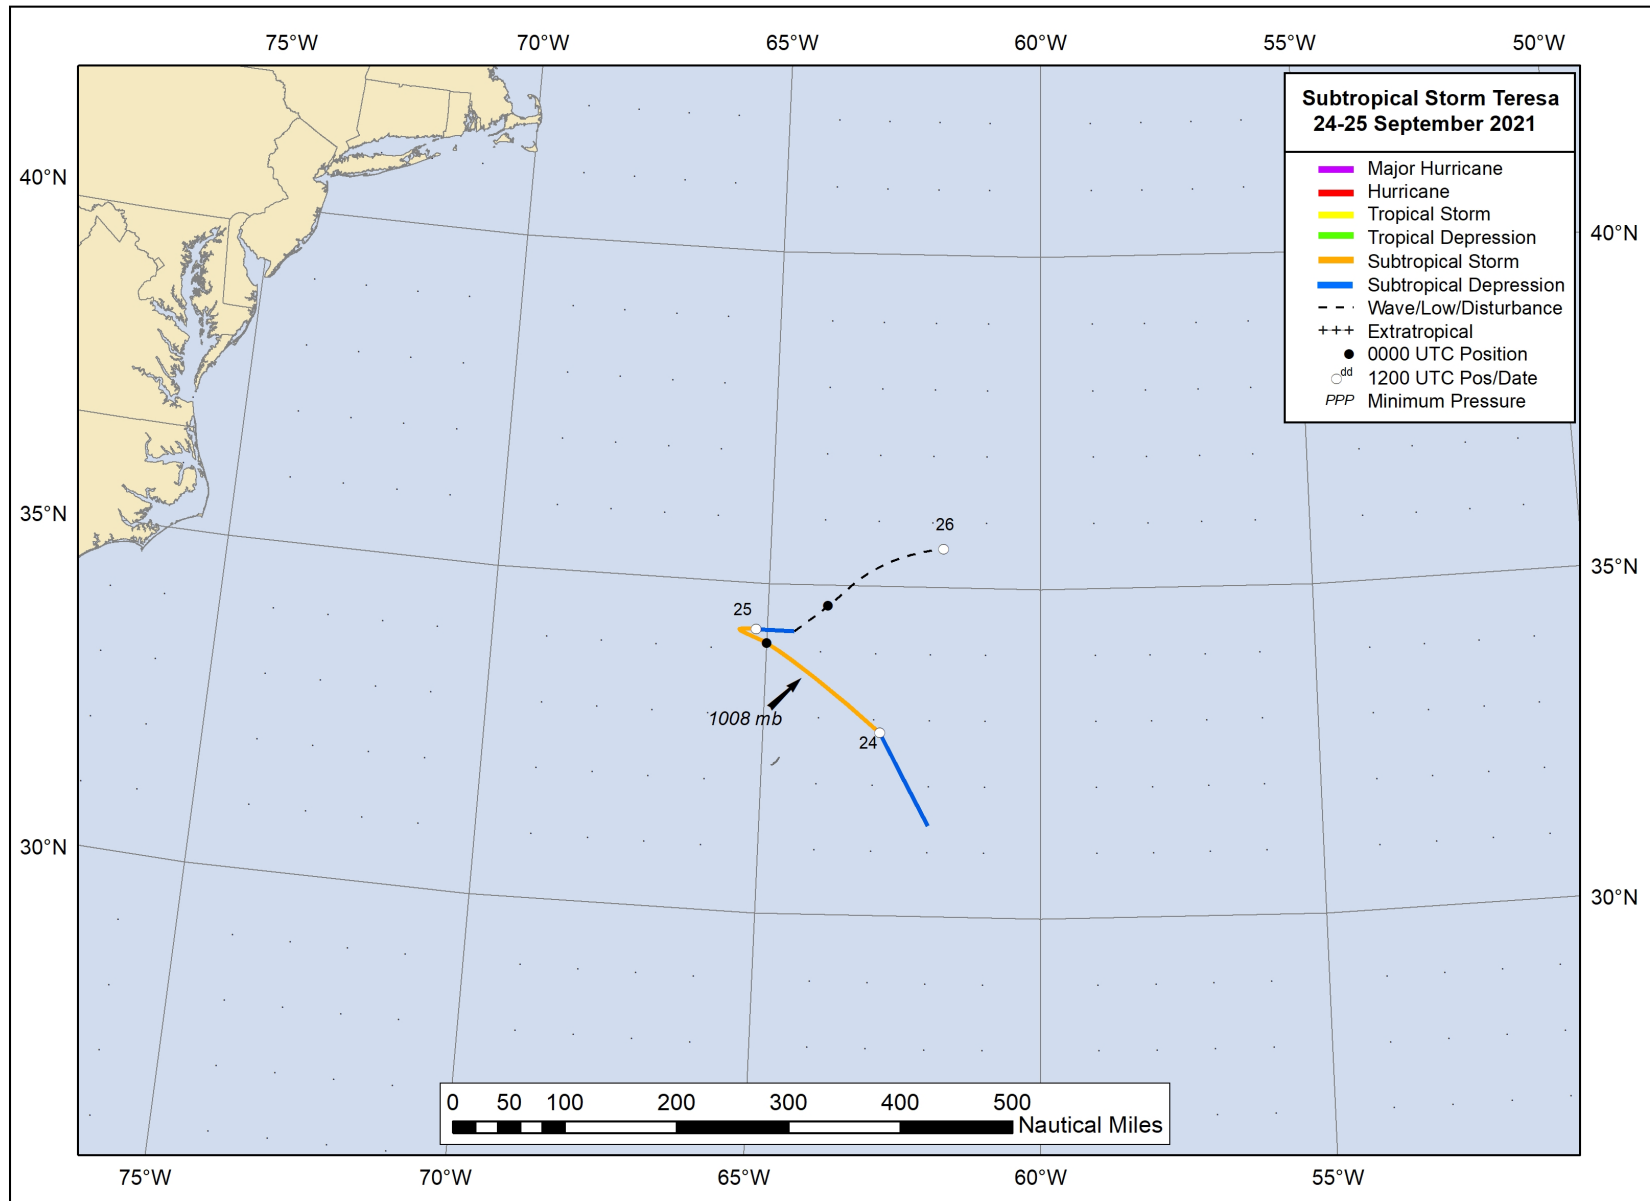 75°W 70°W 65°W 60°W 55°W 50°W
Subtropical Storm Teresa
24-25 September 2021
Major Hurricane
Hurricane
Tropical Storm
Tropical Depression
Subtropical Storm
Subtropical Depression
Wave/Low/Disturbance
+++ Extratropical
0000 UTC Position
dd 1200 UTC Pos/Date
PPP Minimum Pressure
40°N
40°N
35°N
35°N
26
25
1008 mb
24
30°N
30°N
0 50 100 200 300 400 500
Nautical Miles
75°W 70°W 65°W 60°W 55°W